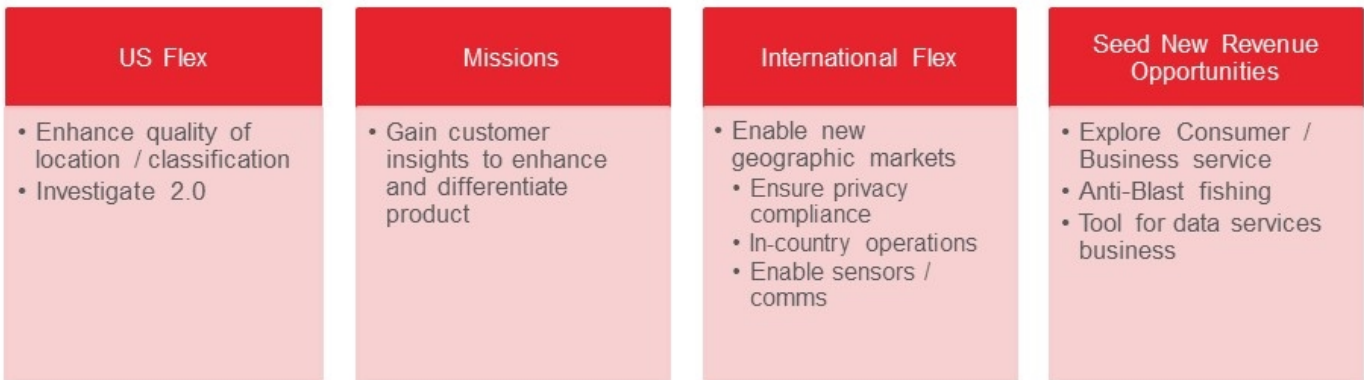 US Flex
• Enhance quality of
location / classification
• Investigate 2.0
Missions
• Gain customer
insights to enhance
and differentiate
product
International Flex
• Enable new
geographic markets
• Ensure privacy
compliance
• In-country operations
• Enable sensors /
comms
Seed New Revenue
Opportunities
• Explore Consumer /
Business service
• Anti-Blast fishing
• Tool for data services
business